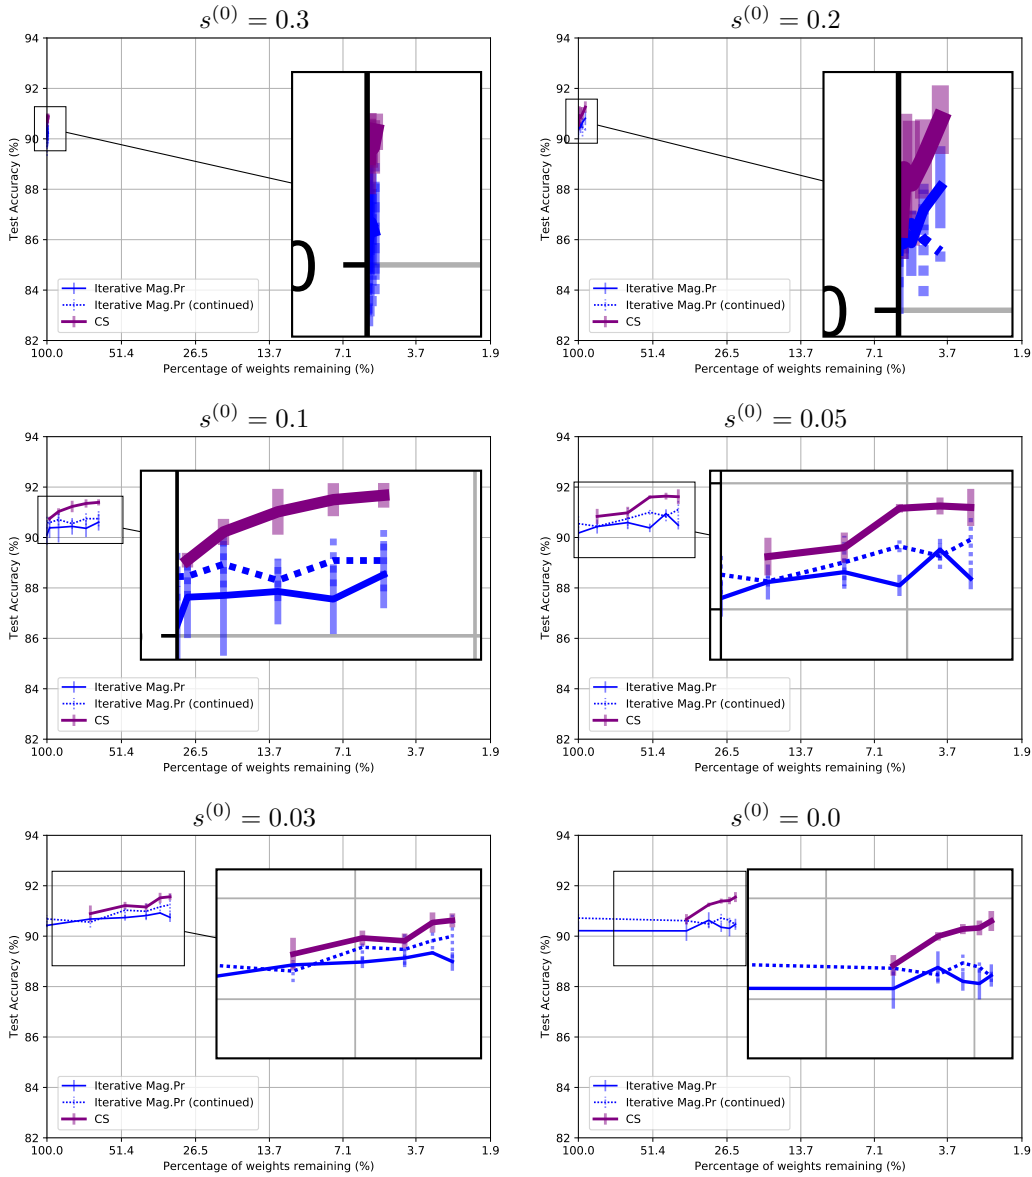 s^(0) = 0.3
94
92
90
88
86
84
82
Test Accuracy (%)
0
Iterative Mag.Pr
Iterative Mag.Pr (continued)
CS
100.0 51.4 26.5 13.7 7.1 3.7 1.9
Percentage of weights remaining (%)
s^(0) = 0.2
94
92
90
88
86
84
82
Test Accuracy (%)
0
Iterative Mag.Pr
Iterative Mag.Pr (continued)
CS
100.0 51.4 26.5 13.7 7.1 3.7 1.9
Percentage of weights remaining (%)
s^(0) = 0.1
94
92
90
88
86
84
82
Test Accuracy (%)
Iterative Mag.Pr
Iterative Mag.Pr (continued)
CS
100.0 51.4 26.5 13.7 7.1 3.7 1.9
Percentage of weights remaining (%)
s^(0) = 0.05
94
92
90
88
86
84
82
Test Accuracy (%)
Iterative Mag.Pr
Iterative Mag.Pr (continued)
CS
100.0 51.4 26.5 13.7 7.1 3.7 1.9
Percentage of weights remaining (%)
s^(0) = 0.03
94
92
90
88
86
84
82
Test Accuracy (%)
Iterative Mag.Pr
Iterative Mag.Pr (continued)
CS
100.0 51.4 26.5 13.7 7.1 3.7 1.9
Percentage of weights remaining (%)
s^(0) = 0.0
94
92
90
88
86
84
82
Test Accuracy (%)
Iterative Mag.Pr
Iterative Mag.Pr (continued)
CS
100.0 51.4 26.5 13.7 7.1 3.7 1.9
Percentage of weights remaining (%)